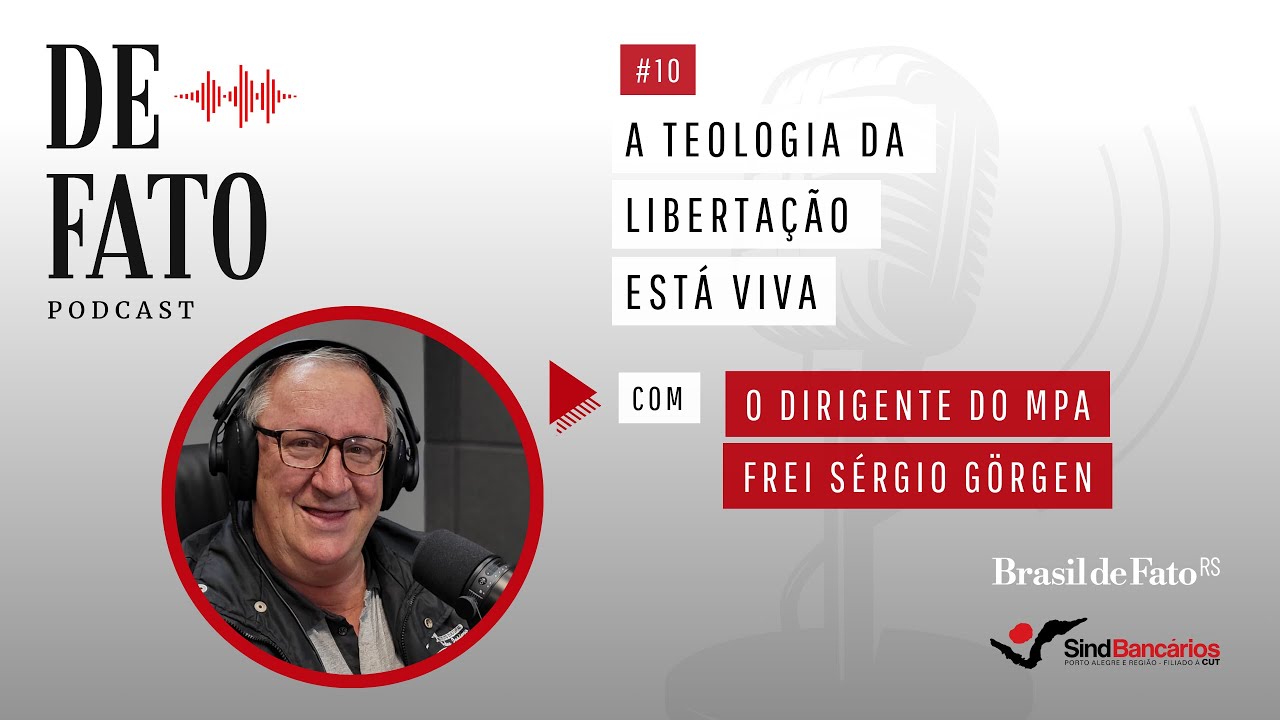 DE
FATO
PODCAST
#10
A TEOLOGIA DA
LIBERTAÇÃO
ESTÁ VIVA
COM
O DIRIGENTE DO MPA
FREI SÉRGIO GÖRGEN
Brasil de Fato RS
SindBancários
PORTO ALEGRE E REGIÃO - FILIADO À CUT